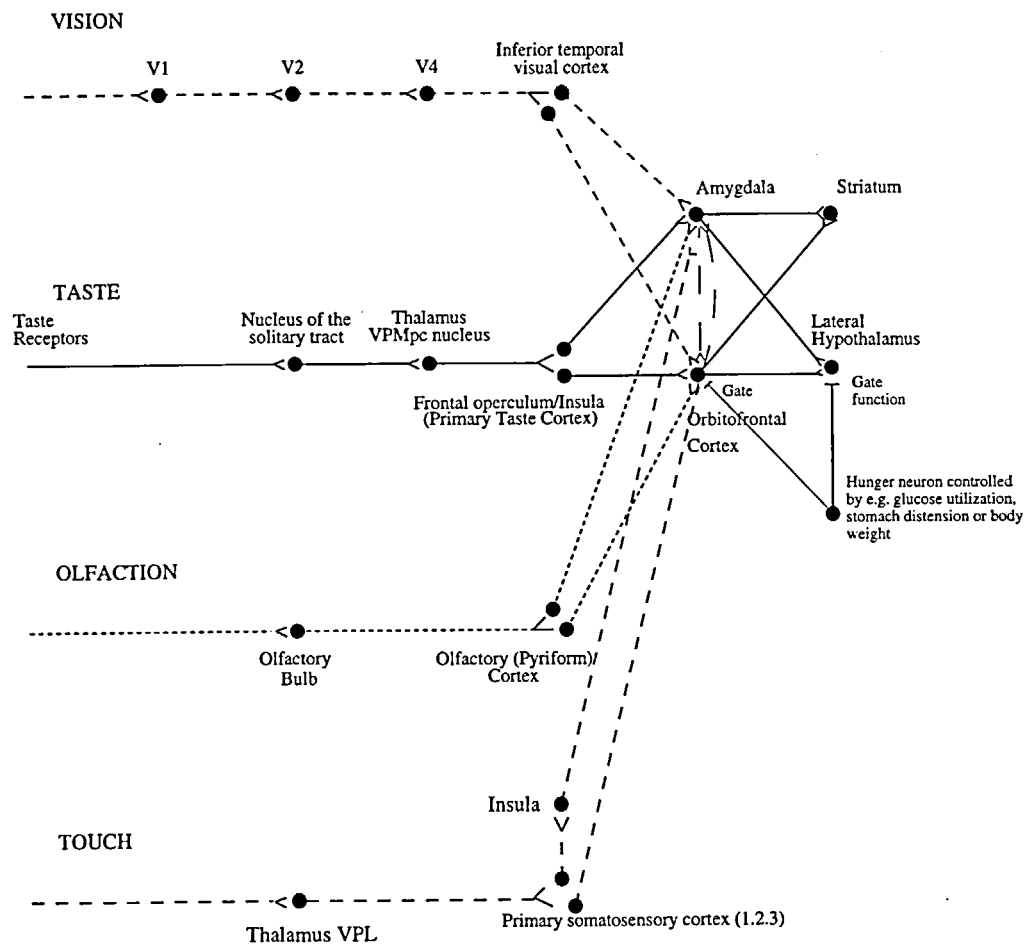 VISION
V1
V2
V4
Inferior temporal
visual cortex
Amygdala
Striatum
TASTE
Taste
Receptors
Nucleus of the
solitary tract
Thalamus
VPMpc nucleus
Lateral
Hypothalamus
Frontal operculum/Insula
(Primary Taste Cortex)
Gate
Orbitofrontal
Cortex
Gate
function
Hunger neuron controlled
by e.g. glucose utilization,
stomach distension or body
weight
OLFACTION
Olfactory
Bulb
Olfactory (Pyriform)/
Cortex
Insula
TOUCH
Thalamus VPL
Primary somatosensory cortex (1.2.3)